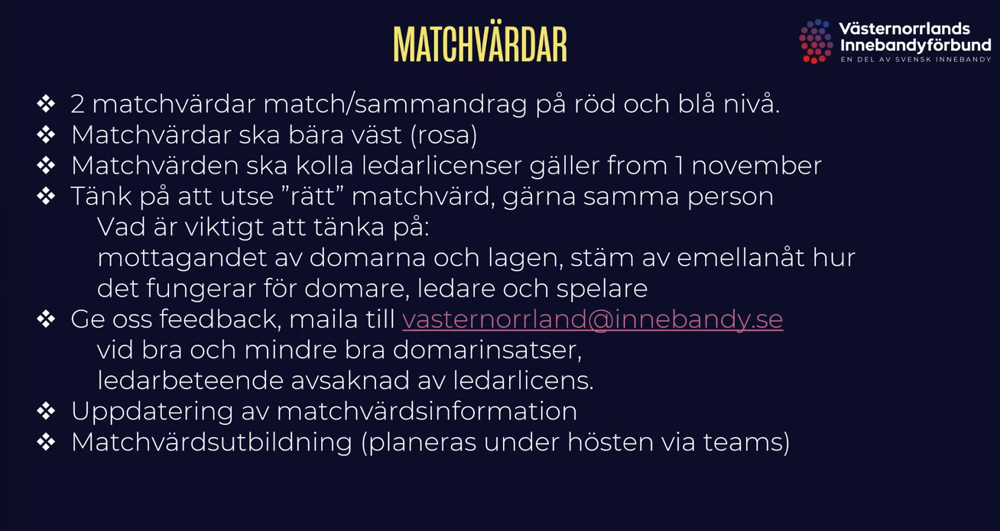 MATCHVÄRDAR
Västernorrlands
Innebandyförbund
EN DEL AV SVENSK INNEBANDY
❖ 2 matchvärdar match/sammandrag på röd och blå nivå.
❖ Matchvärdar ska bära väst (rosa)
❖ Matchvärden ska kolla ledarlicenser gäller from 1 november
❖ Tänk på att utse ”rätt” matchvärd, gärna samma person
Vad är viktigt att tänka på:
mottagandet av domarna och lagen, stäm av emellanåt hur
det fungerar för domare, ledare och spelare
❖ Ge oss feedback, maila till vasternorrland@innebandy.se
vid bra och mindre bra domarinsatser,
ledarbeteende avsaknad av ledarlicens.
❖ Uppdatering av matchvärdsinformation
❖ Matchvärdsutbildning (planeras under hösten via teams)